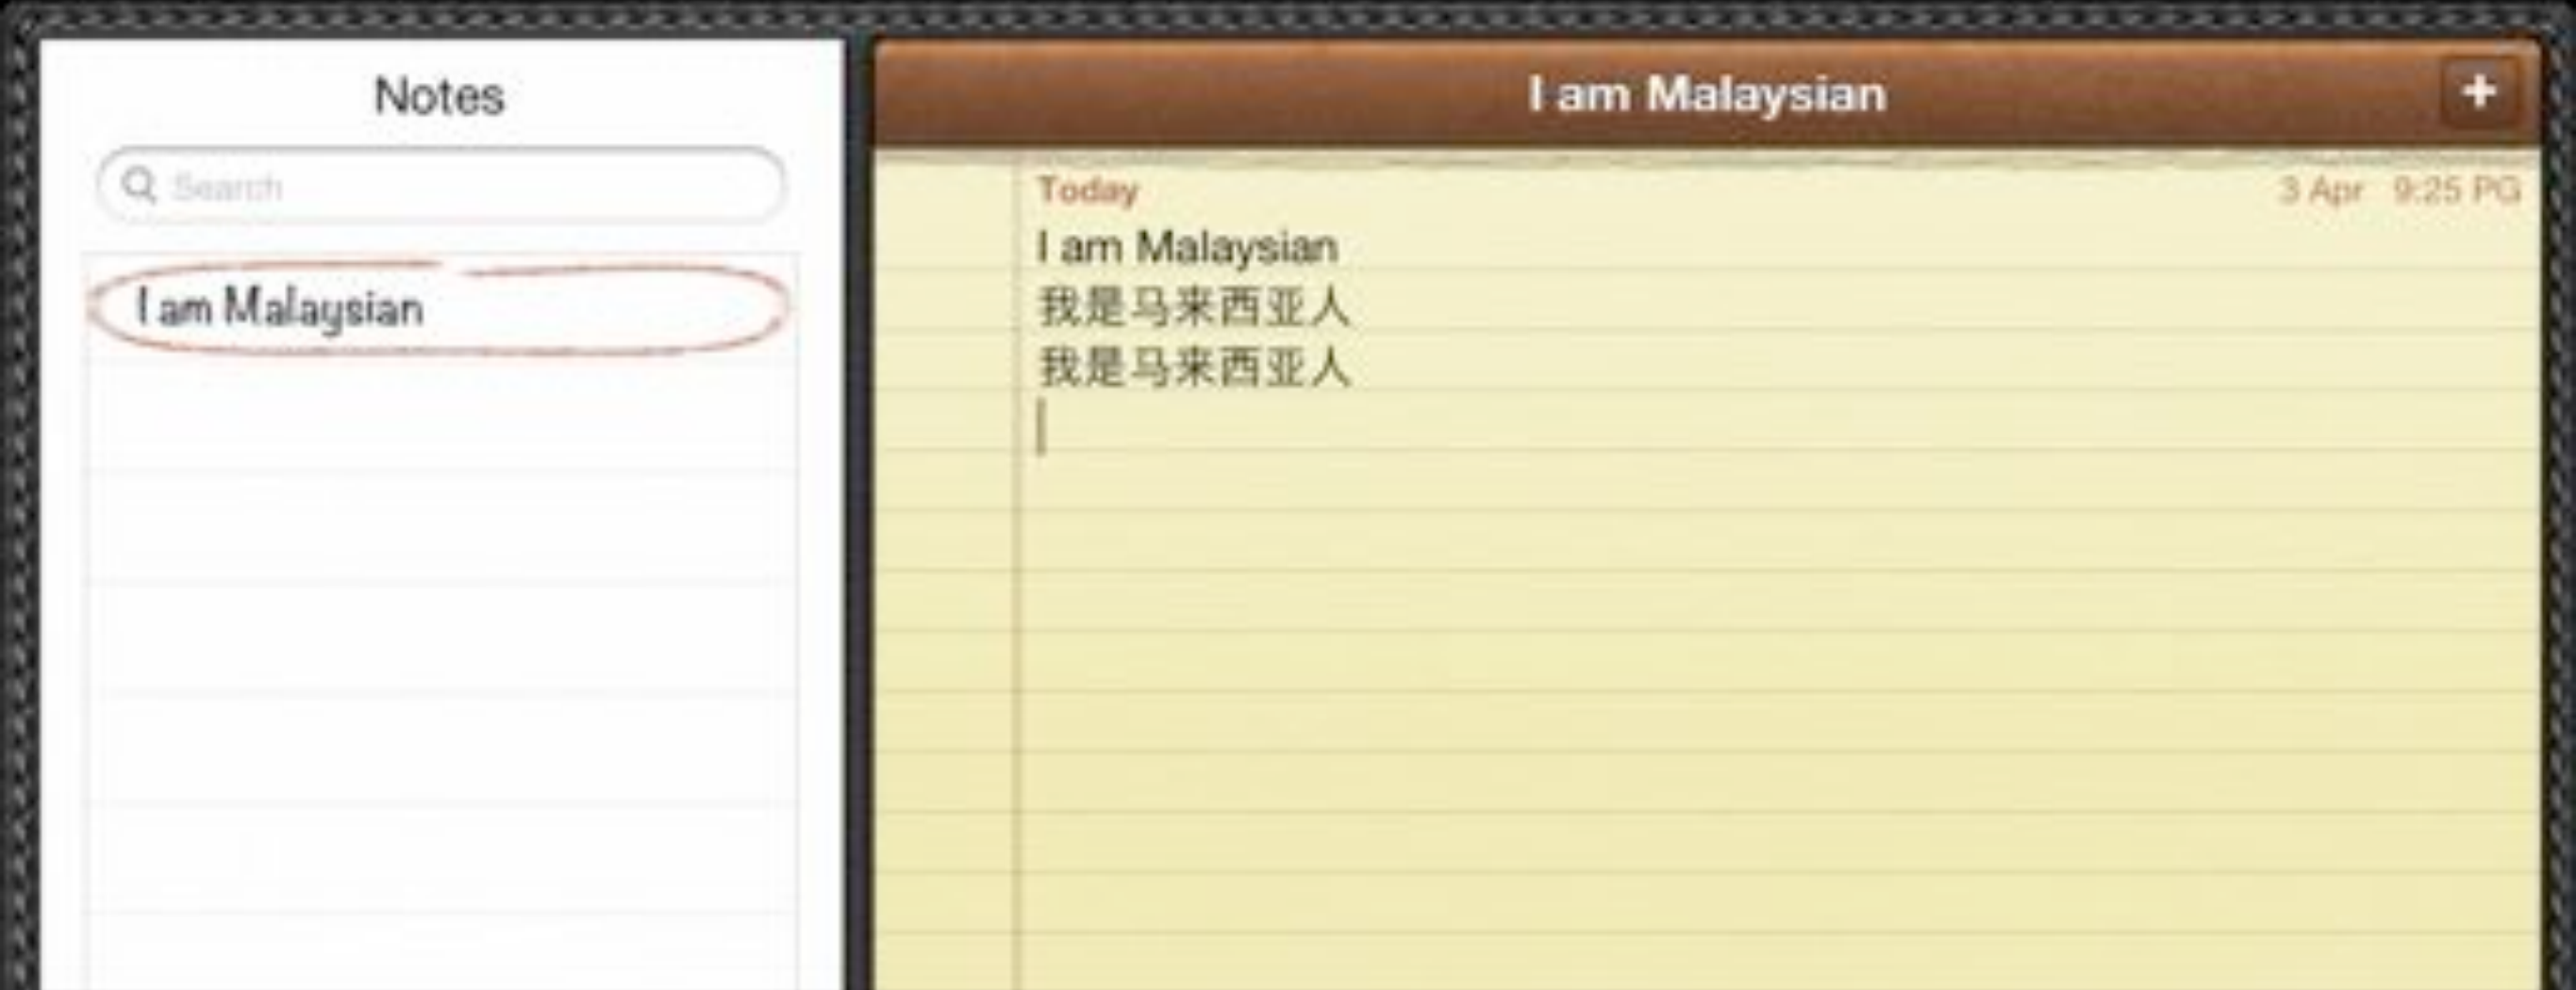 Notes
Search
I am Malaysian
I am Malaysian
+
Today
3 Apr 9:25 PG
I am Malaysian
我是马来西亚人
我是马来西亚人